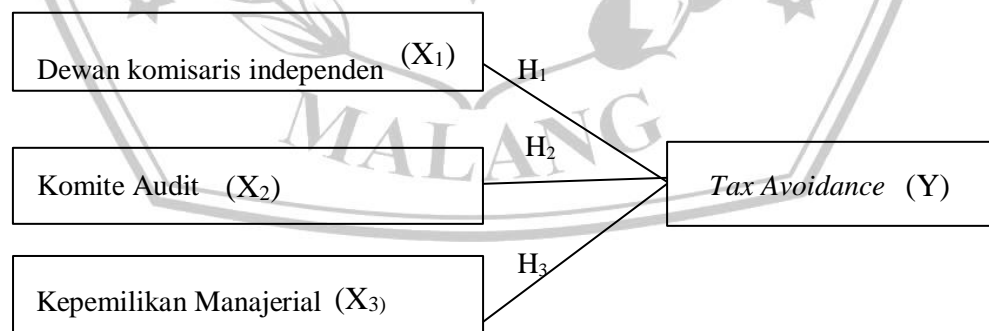 Dewan komisaris independen (X₁)
H₁
MALANG
H₂
Komite Audit (X₂)
Tax Avoidance (Y)
H₃
Kepemilikan Manajerial (X₃)